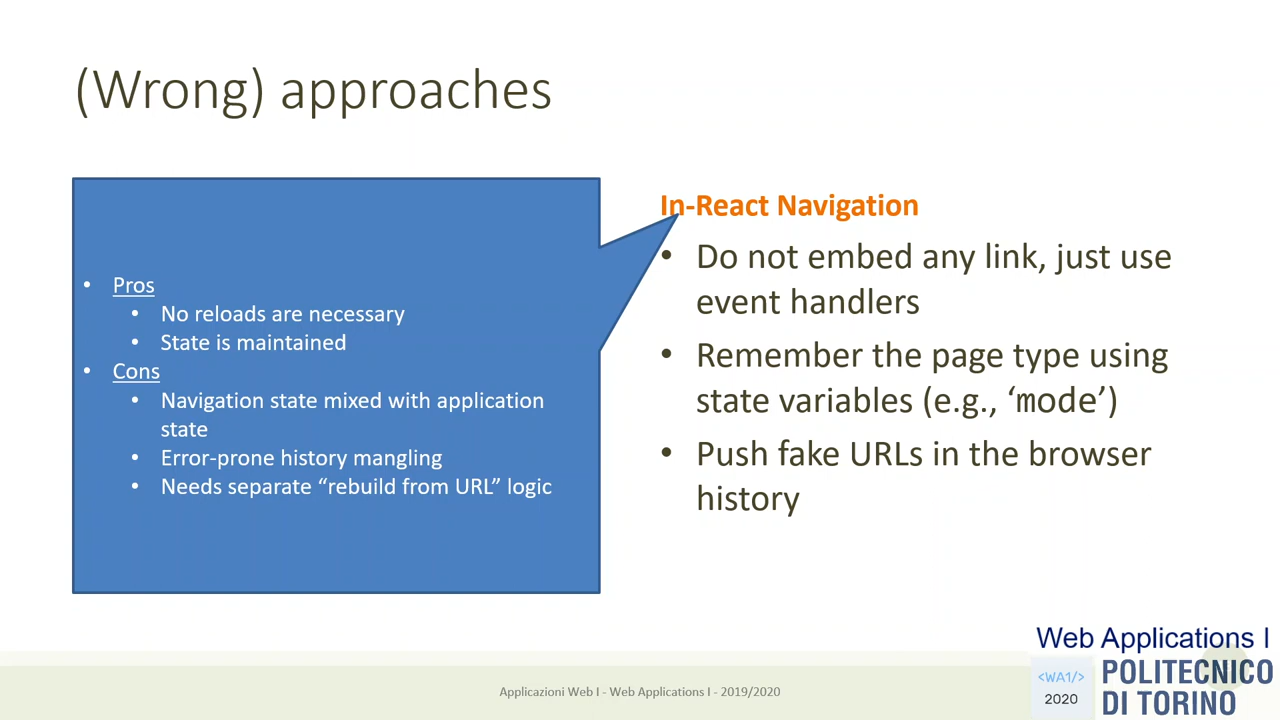 (Wrong) approaches
• Pros
• No reloads are necessary
• State is maintained
• Cons
• Navigation state mixed with application
state
• Error-prone history mangling
• Needs separate “rebuild from URL” logic
In-React Navigation
• Do not embed any link, just use
event handlers
• Remember the page type using
state variables (e.g., ‘mode’)
• Push fake URLs in the browser
history
Applicazioni Web I - Web Applications I - 2019/2020
Web Applications I
<WA1/>
2020
POLITECNICO
DI TORINO